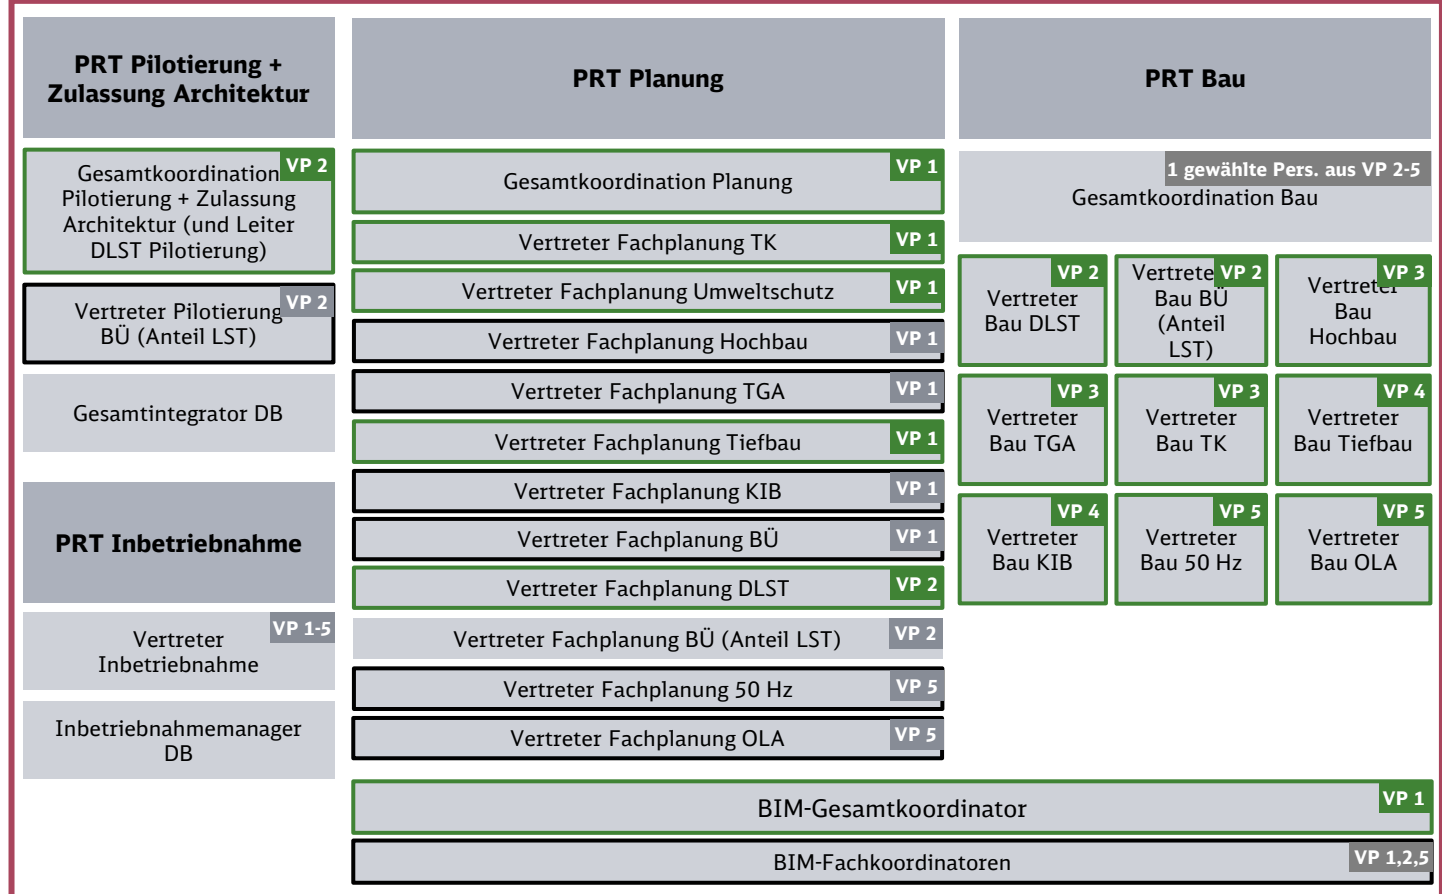 PRT Pilotierung +
Zulassung Architektur
VP 2
Gesamtkoordination
Pilotierung + Zulassung
Architektur (und Leiter
DLST Pilotierung)
VP 2
Vertreter Pilotierung
BÜ (Anteil LST)
Gesamtintegrator DB
PRT Inbetriebnahme
VP 1-5
Vertreter
Inbetriebnahme
Inbetriebnahmemanager
DB
PRT Planung
Gesamtkoordination Planung VP 1
Vertreter Fachplanung TK VP 1
Vertreter Fachplanung Umweltschutz VP 1
Vertreter Fachplanung Hochbau VP 1
Vertreter Fachplanung TGA VP 1
Vertreter Fachplanung Tiefbau VP 1
Vertreter Fachplanung KIB VP 1
Vertreter Fachplanung BÜ VP 1
Vertreter Fachplanung DLST VP 2
Vertreter Fachplanung BÜ (Anteil LST) VP 2
Vertreter Fachplanung 50 Hz VP 5
Vertreter Fachplanung OLA VP 5
PRT Bau
1 gewählte Pers. aus VP 2-5
Gesamtkoordination Bau
VP 2
Vertreter
Bau DLST
VP 2
Vertreter
Bau BÜ
(Anteil
LST)
VP 3
Vertreter
Bau
Hochbau
VP 3
Vertreter
Bau TGA
VP 3
Vertreter
Bau TK
VP 4
Vertreter
Bau Tiefbau
VP 4
Vertreter
Bau KIB
VP 5
Vertreter
Bau 50 Hz
VP 5
Vertreter
Bau OLA
BIM-Gesamtkoordinator VP 1
BIM-Fachkoordinatoren VP 1,2,5